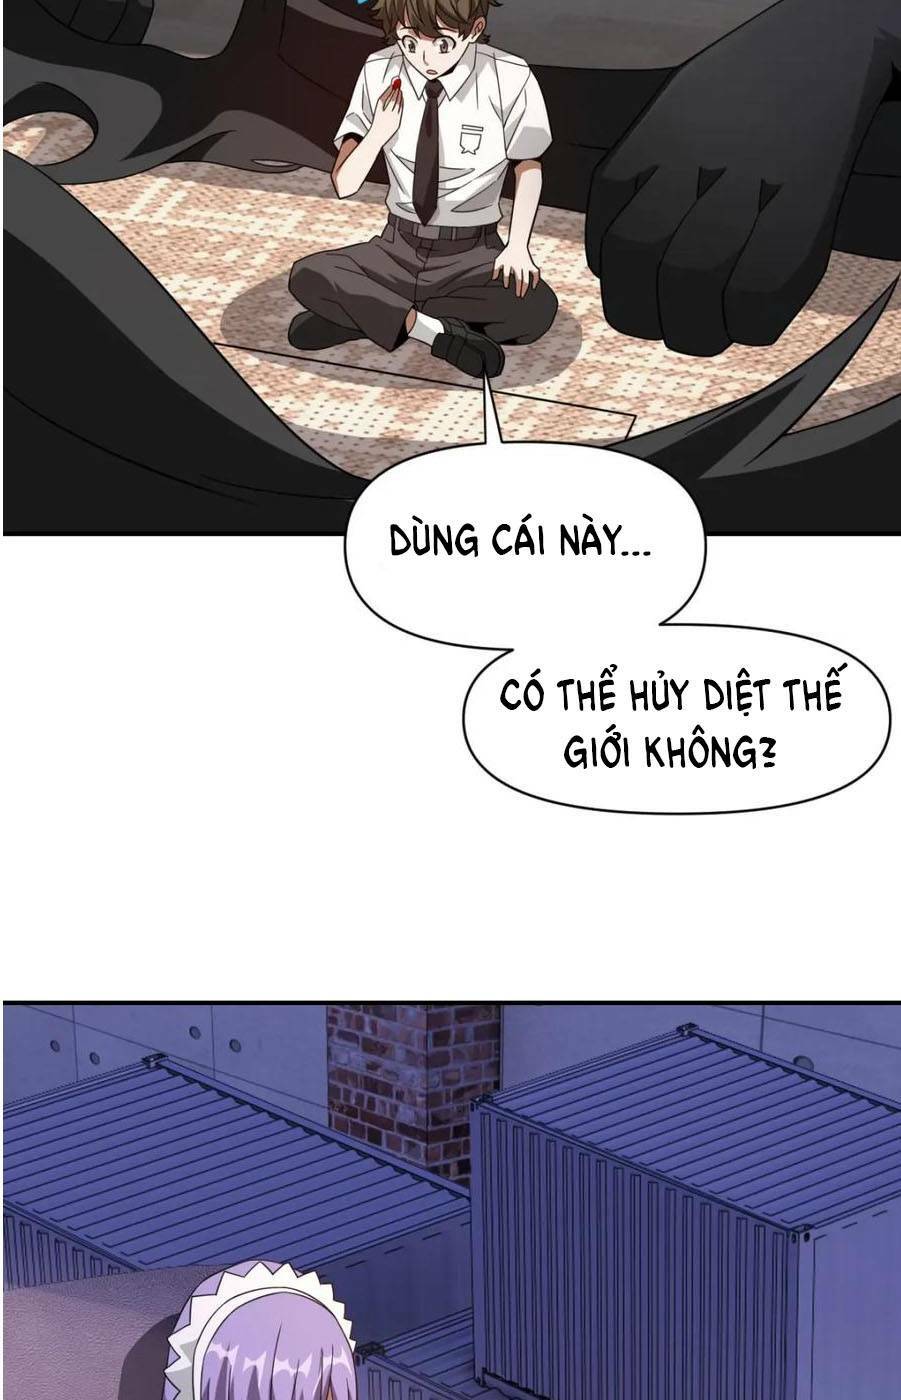 DÙNG CÁI NÀY...
CÓ THỂ HỦY DIỆT THẾ
GIỚI KHÔNG?